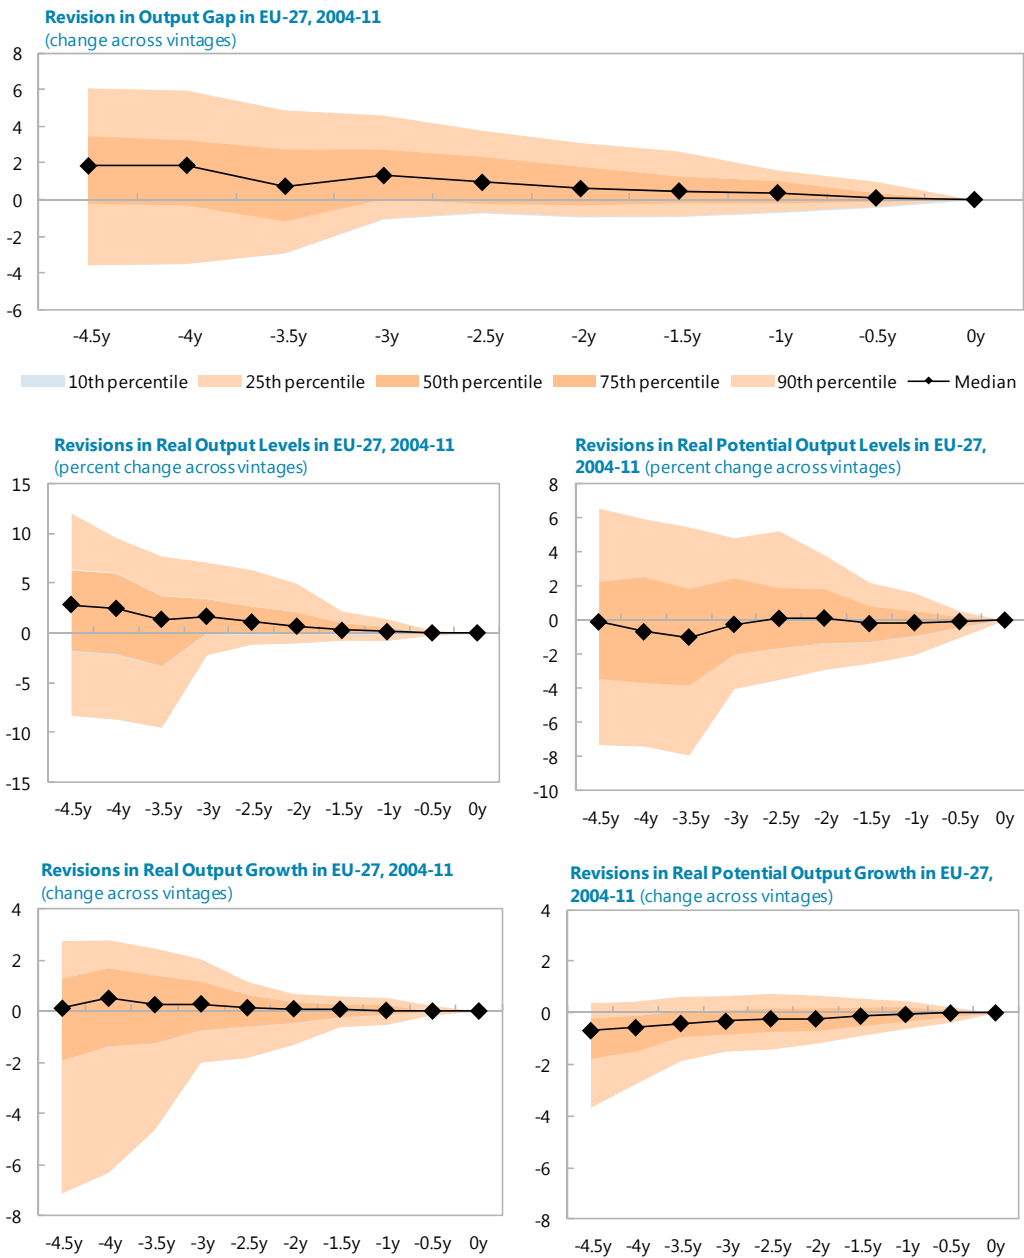 Revision in Output Gap in EU-27, 2004-11
(change across vintages)
8
6
4
2
0
-2
-4
-6
-4.5y -4y -3.5y -3y -2.5y -2y -1.5y -1y -0.5y 0y
10th percentile 25th percentile 50th percentile 75th percentile 90th percentile Median
Revisions in Real Output Levels in EU-27, 2004-11
(percent change across vintages)
15
10
5
0
-5
-10
-15
-4.5y -4y -3.5y -3y -2.5y -2y -1.5y -1y -0.5y 0y
Revisions in Real Potential Output Levels in EU-27,
2004-11 (percent change across vintages)
8
6
4
2
0
-2
-4
-6
-8
-10
-4.5y -4y -3.5y -3y -2.5y -2y -1.5y -1y -0.5y 0y
Revisions in Real Output Growth in EU-27, 2004-11
(change across vintages)
4
2
0
-2
-4
-6
-8
-4.5y -4y -3.5y -3y -2.5y -2y -1.5y -1y -0.5y 0y
Revisions in Real Potential Output Growth in EU-27,
2004-11 (change across vintages)
4
2
0
-2
-4
-6
-8
-4.5y -4y -3.5y -3y -2.5y -2y -1.5y -1y -0.5y 0y